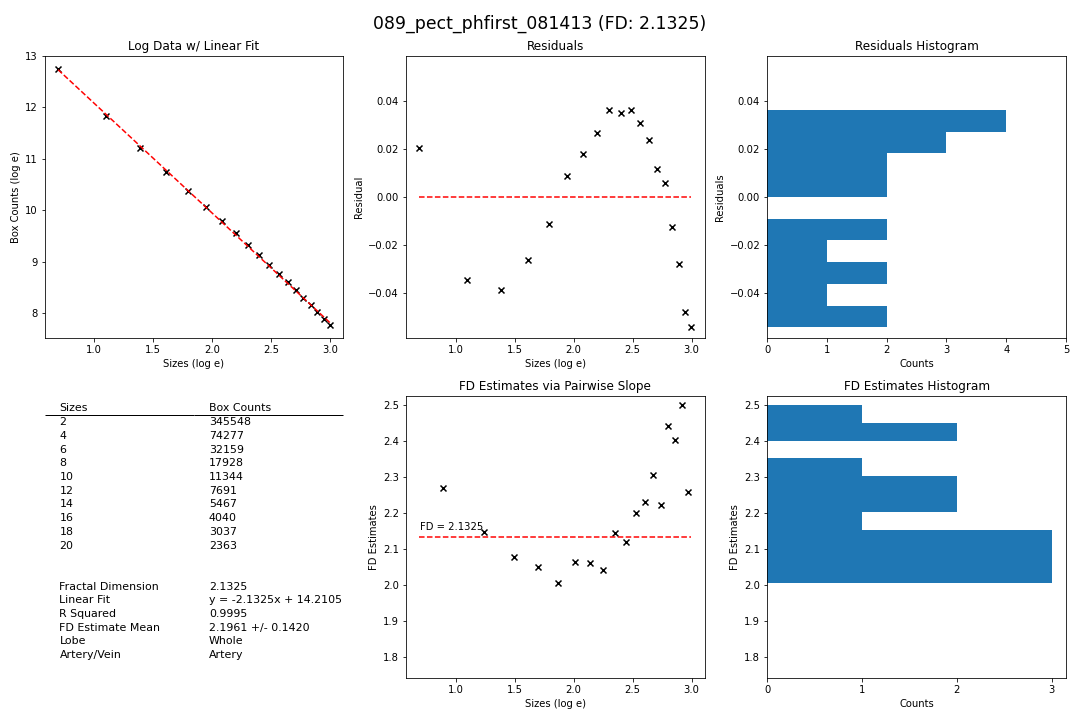 089_pect_phfirst_081413 (FD: 2.1325)
Log Data w/ Linear Fit
13
12
11
10
9
8
Box Counts (log e)
1.0 1.5 2.0 2.5 3.0
Sizes (log e)
Residuals
0.04
0.02
0.00
−0.02
−0.04
Residual
1.0 1.5 2.0 2.5 3.0
Sizes (log e)
Residuals Histogram
0.04
0.02
0.00
−0.02
−0.04
Residuals
0 1 2 3 4 5
Counts
Sizes Box Counts
2 345548
4 74277
6 32159
8 17928
10 11344
12 7691
14 5467
16 4040
18 3037
20 2363
Fractal Dimension 2.1325
Linear Fit y = -2.1325x + 14.2105
R Squared 0.9995
FD Estimate Mean 2.1961 +/- 0.1420
Lobe Whole
Artery/Vein Artery
FD Estimates via Pairwise Slope
2.5
2.4
2.3
2.2
2.1
2.0
1.9
1.8
FD Estimates
FD = 2.1325
1.0 1.5 2.0 2.5 3.0
Sizes (log e)
FD Estimates Histogram
2.5
2.4
2.3
2.2
2.1
2.0
1.9
1.8
FD Estimates
0 1 2 3
Counts